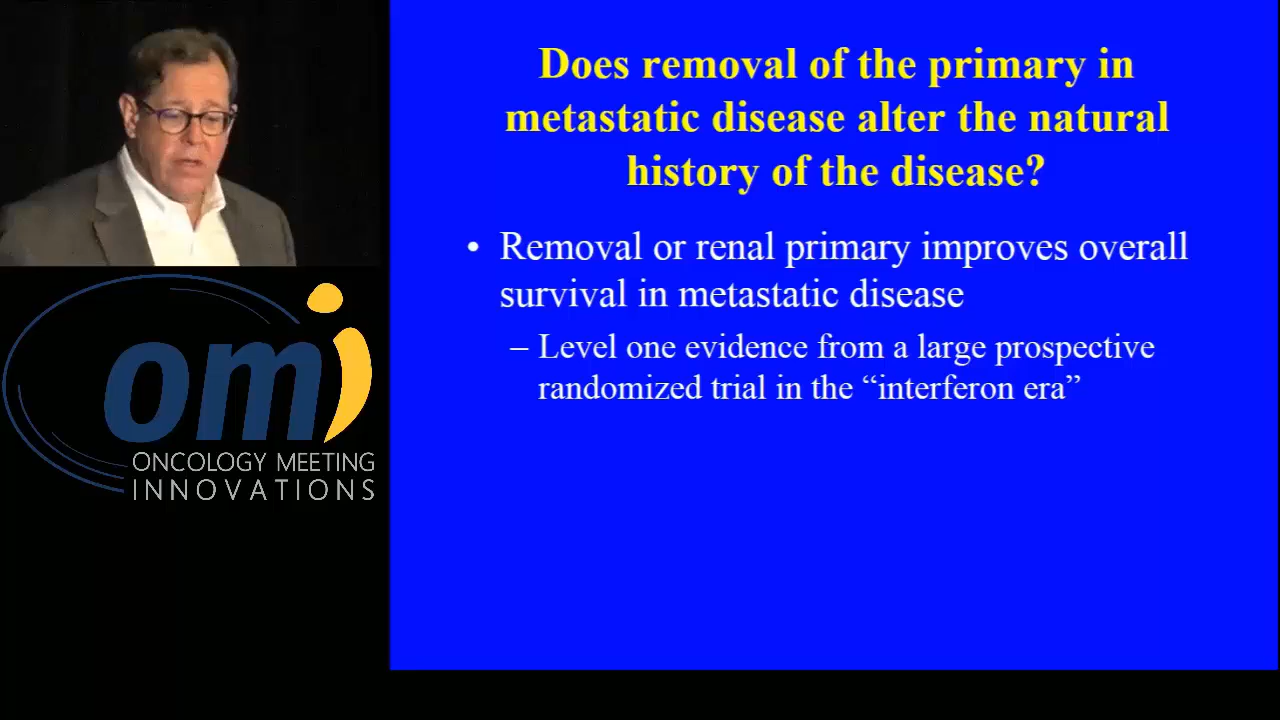 Does removal of the primary in
metastatic disease alter the natural
history of the disease?
• Removal or renal primary improves overall
survival in metastatic disease
– Level one evidence from a large prospective
randomized trial in the “interferon era”
omi
ONCOLOGY MEETING
INNOVATIONS